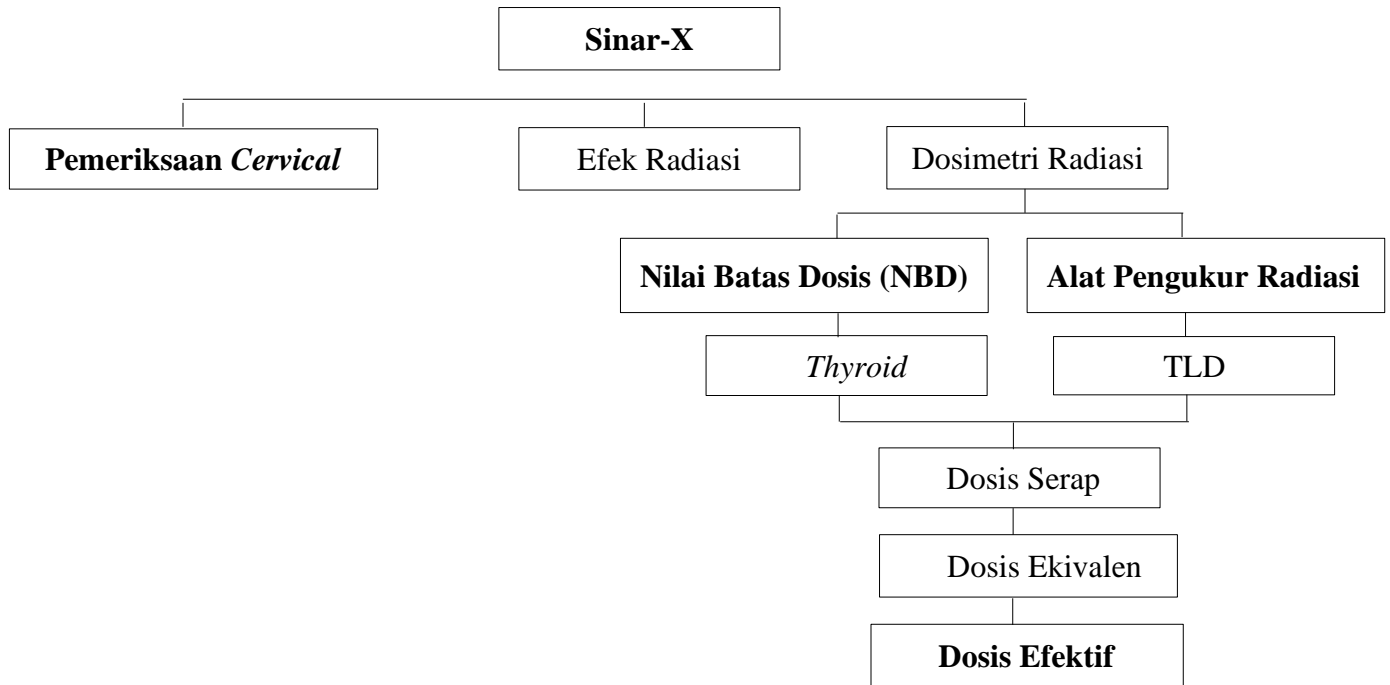 Sinar-X
Pemeriksaan Cervical
Efek Radiasi
Dosimetri Radiasi
Nilai Batas Dosis (NBD)
Alat Pengukur Radiasi
Thyroid
TLD
Dosis Serap
Dosis Ekivalen
Dosis Efektif